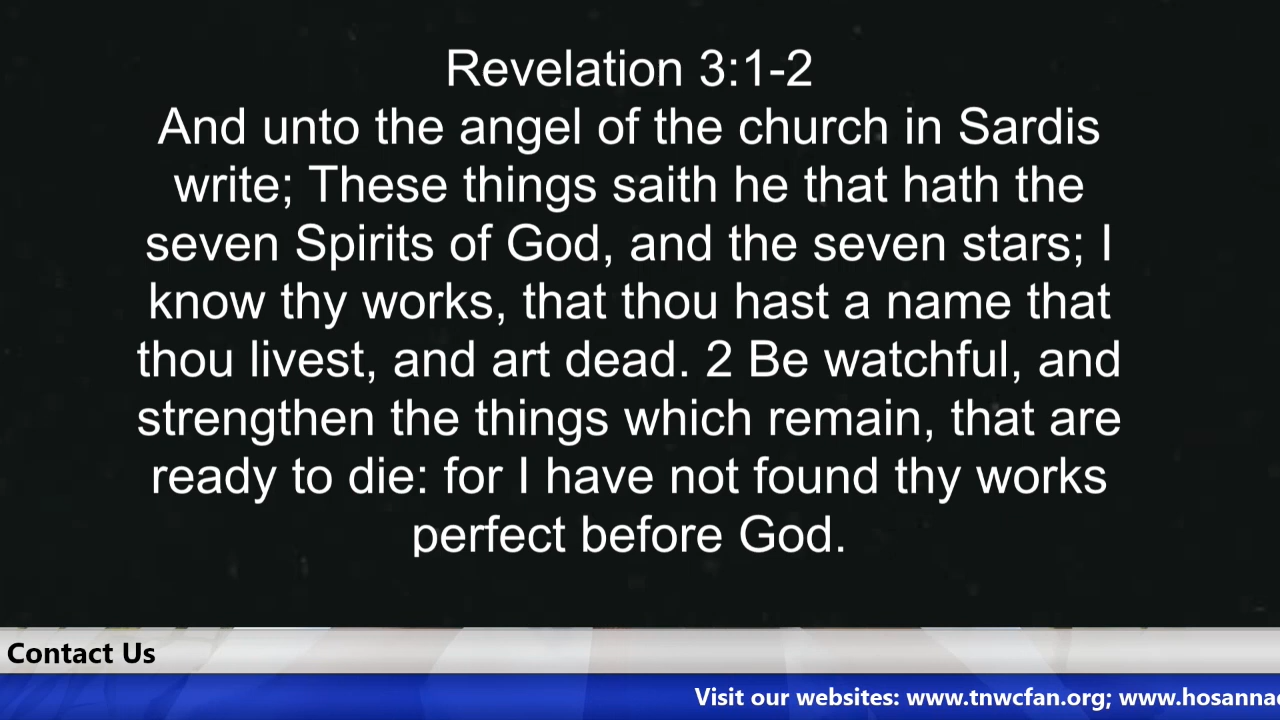 Revelation 3:1-2
And unto the angel of the church in Sardis
write; These things saith he that hath the
seven Spirits of God, and the seven stars; I
know thy works, that thou hast a name that
thou livest, and art dead. 2 Be watchful, and
strengthen the things which remain, that are
ready to die: for I have not found thy works
perfect before God.
Contact Us
Visit our websites: www.tnwcfan.org;